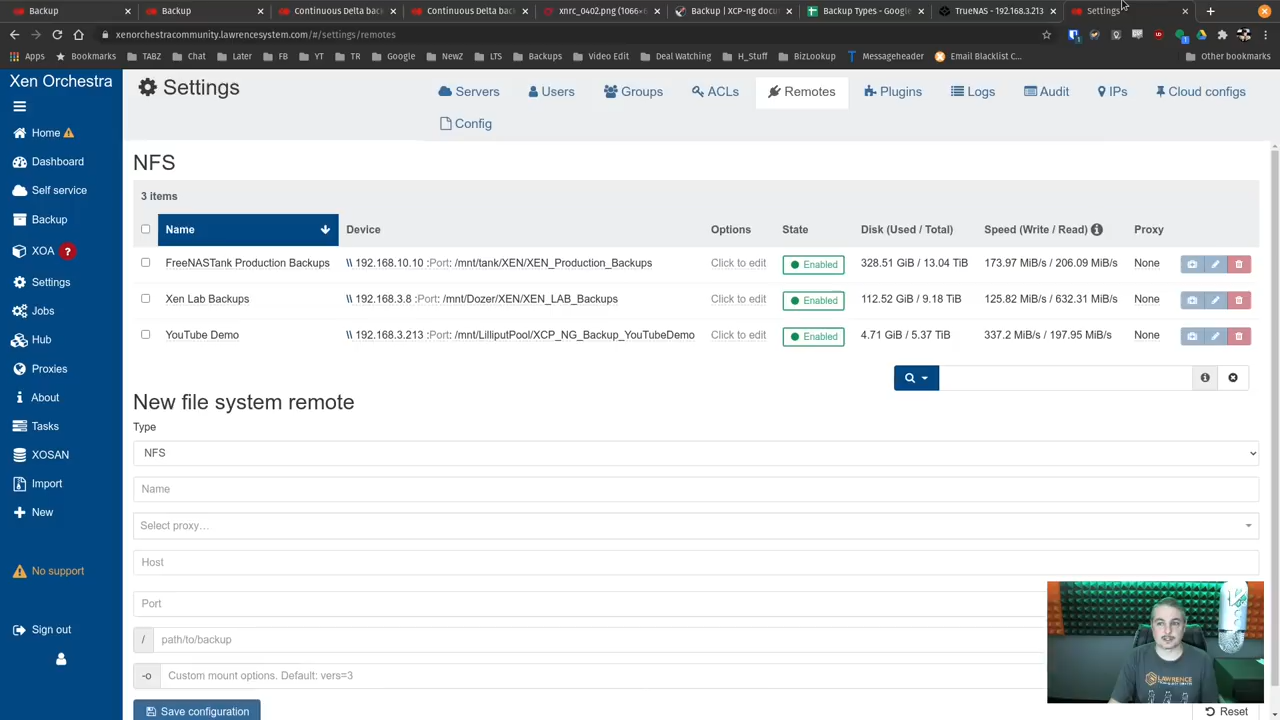 Backup
Backup
Continuous Delta back
Continuous Delta back
xnrc_0402.png (1066×6
Backup | XCP-ng docu
Backup Types - Google
TrueNAS - 192.168.3.213
Settings
xenorchestracommunity.lawrencesystem.com/#/settings/remotes
Apps
Bookmarks
TABZ
Chat
Later
FB
YT
TR
Google
NewZ
LTS
Backups
Video Edit
Deal Watching
H_Stuff
BizLookup
Messageheader
Email Blacklist C...
Other bookmarks
Xen Orchestra
Home
Dashboard
Self service
Backup
XOA ?
Settings
Jobs
Hub
Proxies
About
Tasks
XOSAN
Import
New
No support
Sign out
Settings
Servers
Users
Groups
ACLs
Remotes
Plugins
Logs
Audit
IPs
Cloud configs
Config
NFS
3 items
Name Device Options State Disk (Used / Total) Speed (Write / Read) Proxy
FreeNASTank Production Backups \\ 192.168.10.10 :Port: /mnt/tank/XEN/XEN_Production_Backups Click to edit Enabled 328.51 GiB / 13.04 TiB 173.97 MiB/s / 206.09 MiB/s None
Xen Lab Backups \\ 192.168.3.8 :Port: /mnt/Dozer/XEN/XEN_LAB_Backups Click to edit Enabled 112.52 GiB / 9.18 TiB 125.82 MiB/s / 632.31 MiB/s None
YouTube Demo \\ 192.168.3.213 :Port: /mnt/LilliputPool/XCP_NG_Backup_YouTubeDemo Click to edit Enabled 4.71 GiB / 5.37 TiB 337.2 MiB/s / 197.95 MiB/s None
New file system remote
Type
NFS
Name
Select proxy...
Host
Port
/ path/to/backup
-o Custom mount options. Default: vers=3
Save configuration
Reset
LAWRENCE